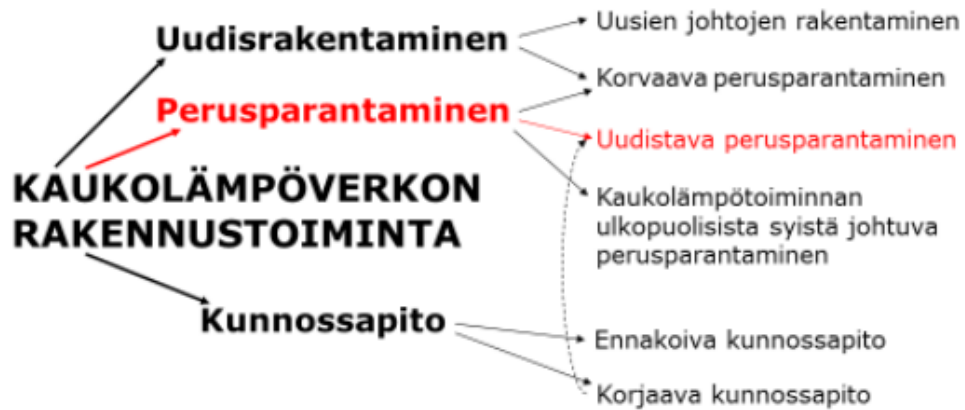 Uudisrakentaminen
Uusien johtojen rakentaminen
Korvaava perusparantaminen
Perusparantaminen
Uudistava perusparantaminen
KAUKOLÄMPÖVERKON
RAKENNUSTOIMINTA
Kaukolämpötoiminnan
ulkopuolisista syistä johtuva
perusparantaminen
Kunnossapito
Ennakoiva kunnossapito
Korjaava kunnossapito